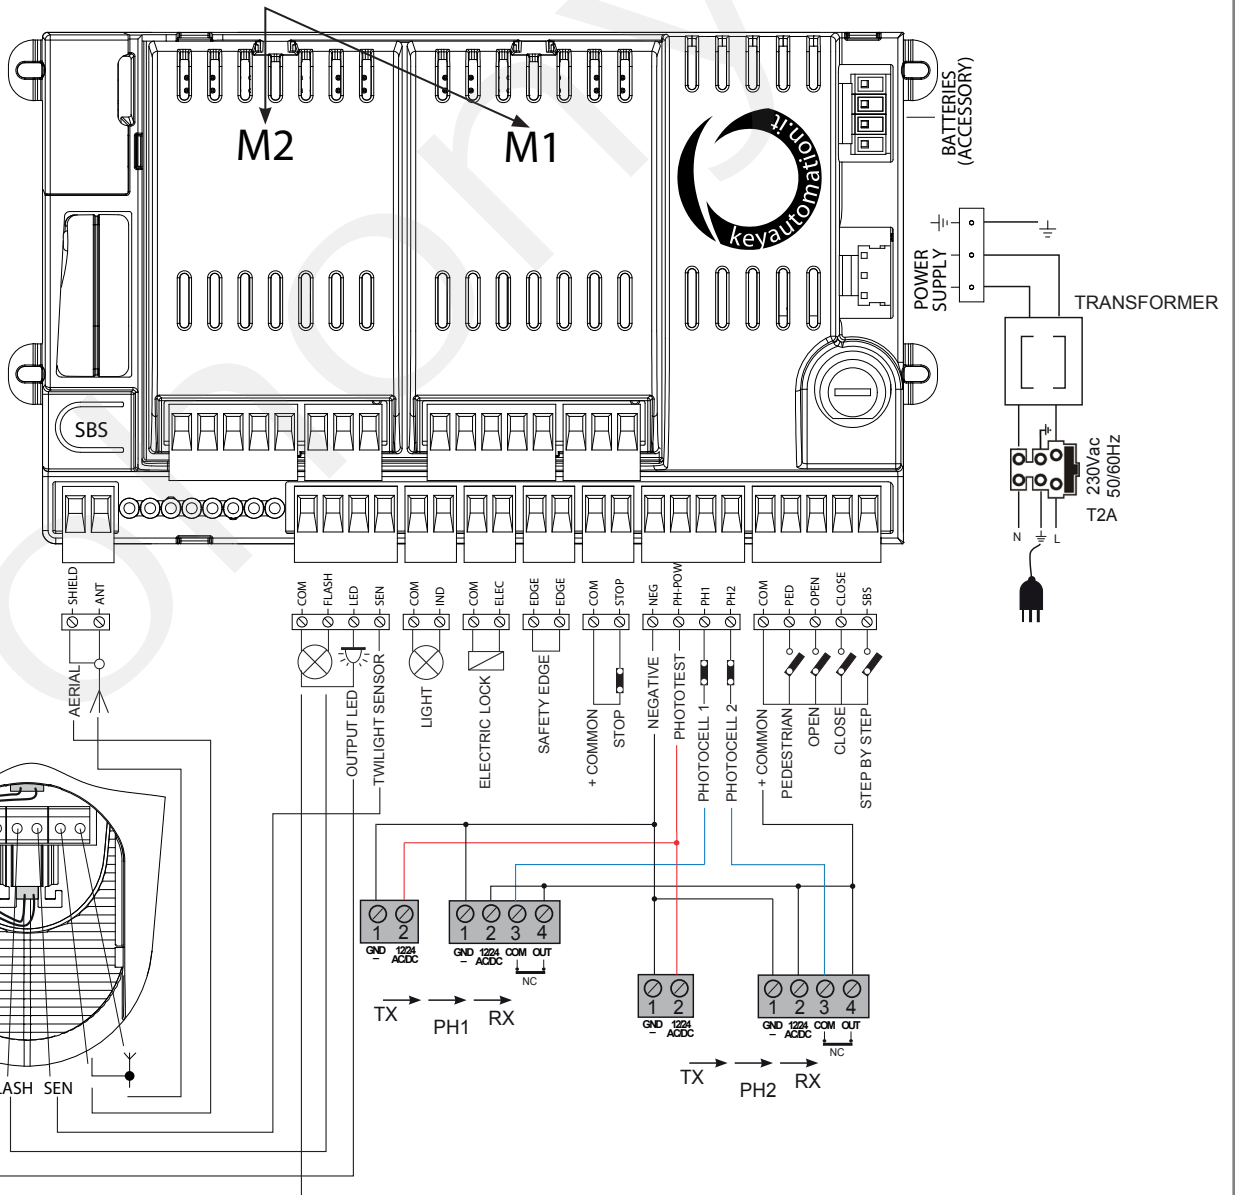 M2
M1
keyautomation.it
BATTERIES
(ACCESSORY)
POWER
SUPPLY
TRANSFORMER
230Vac
50/60Hz
T2A
N
L
SBS
SHIELD
ANT
COM
FLASH
LED
SEN
COM
IND
COM
ELEC
EDGE
EDGE
COM
STOP
NEG
PH-POW
PH1
PH2
COM
PED
OPEN
CLOSE
SBS
AERIAL
OUTPUT LED
TWILIGHT SENSOR
LIGHT
ELECTRIC LOCK
SAFETY EDGE
+ COMMON
STOP
NEGATIVE
PHOTOTEST
PHOTOCELL 1
PHOTOCELL 2
+ COMMON
PEDESTRIAN
OPEN
CLOSE
STEP BY STEP
1 2
GND 12/24
– AC/DC
1 2 3 4
GND 12/24 COM OUT
– AC/DC
NC
TX PH1 RX
1 2
GND 12/24
– AC/DC
1 2 3 4
GND 12/24 COM OUT
– AC/DC
NC
TX PH2 RX
LASH SEN